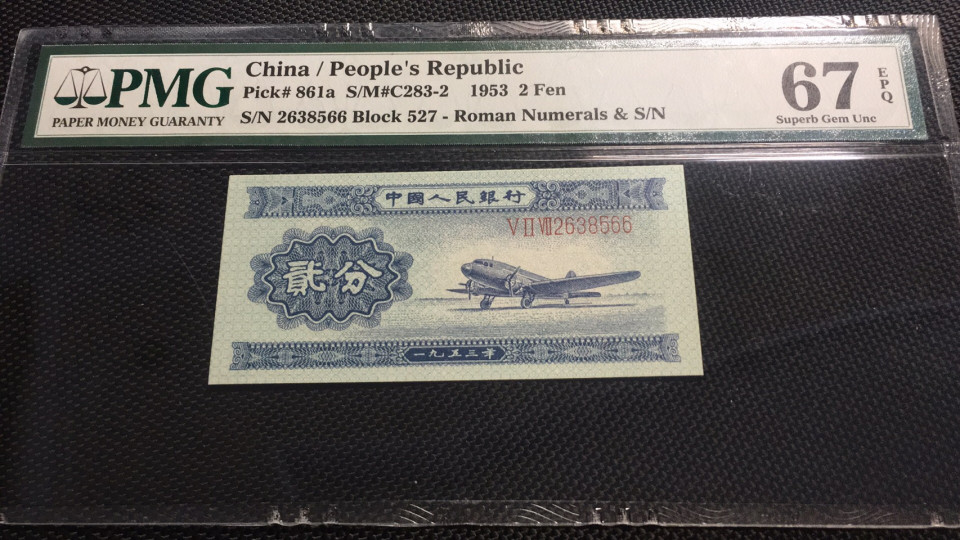 PMG
PAPER MONEY GUARANTY
China / People's Republic
Pick# 861a S/M#C283-2 1953 2 Fen
S/N 2638566 Block 527 - Roman Numerals & S/N
67 EPQ
Superb Gem Unc
中國人民銀行
V II VIII 2638566
貳分
一九五三年